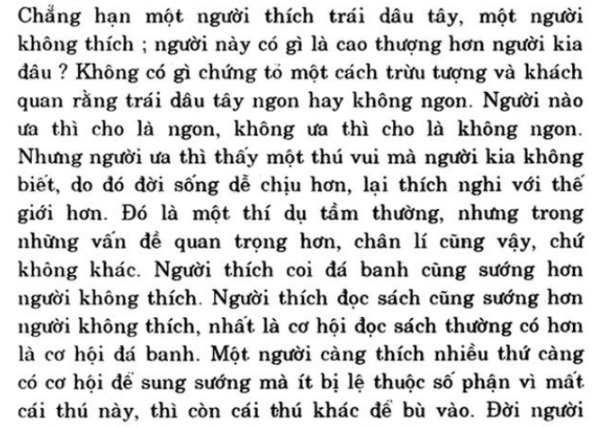 Chẳng hạn một người thích trái dâu tây, một người
không thích ; người này có gì là cao thượng hơn người kia
đâu ? Không có gì chứng tỏ một cách trừu tượng và khách
quan rằng trái dâu tây ngon hay không ngon. Người nào
ưa thì cho là ngon, không ưa thì cho là không ngon.
Nhưng người ưa thì thấy một thú vui mà người kia không
biết, do đó đời sống dễ chịu hơn, lại thích nghi với thế
giới hơn. Đó là một thí dụ tầm thường, nhưng trong
những vấn đề quan trọng hơn, chân lí cũng vậy, chứ
không khác. Người thích coi đá banh cũng sướng hơn
người không thích. Người thích đọc sách cũng sướng hơn
người không thích, nhất là cơ hội đọc sách thường có hơn
là cơ hội đá banh. Một người càng thích nhiều thứ càng
có cơ hội để sung sướng mà ít bị lệ thuộc số phận vì mất
cái thú này, thì còn cái thú khác để bù vào. Đời người